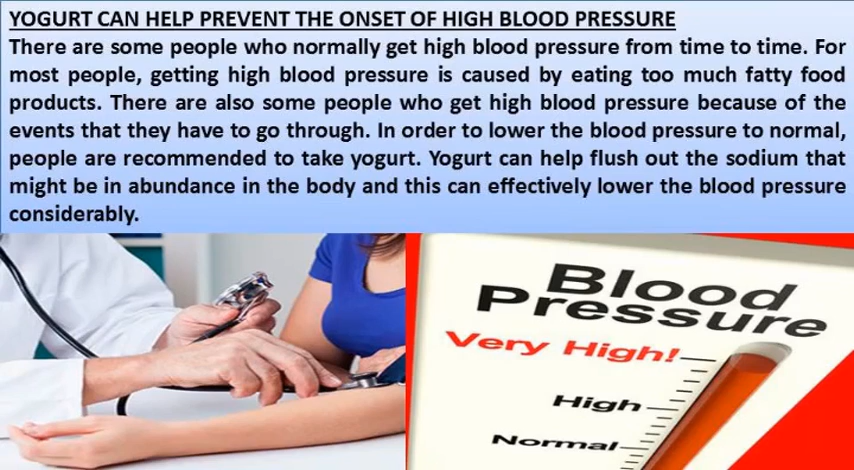 YOGURT CAN HELP PREVENT THE ONSET OF HIGH BLOOD PRESSURE
There are some people who normally get high blood pressure from time to time. For
most people, getting high blood pressure is caused by eating too much fatty food
products. There are also some people who get high blood pressure because of the
events that they have to go through. In order to lower the blood pressure to normal,
people are recommended to take yogurt. Yogurt can help flush out the sodium that
might be in abundance in the body and this can effectively lower the blood pressure
considerably.
Blood
Pressure
Very High!
High
Normal